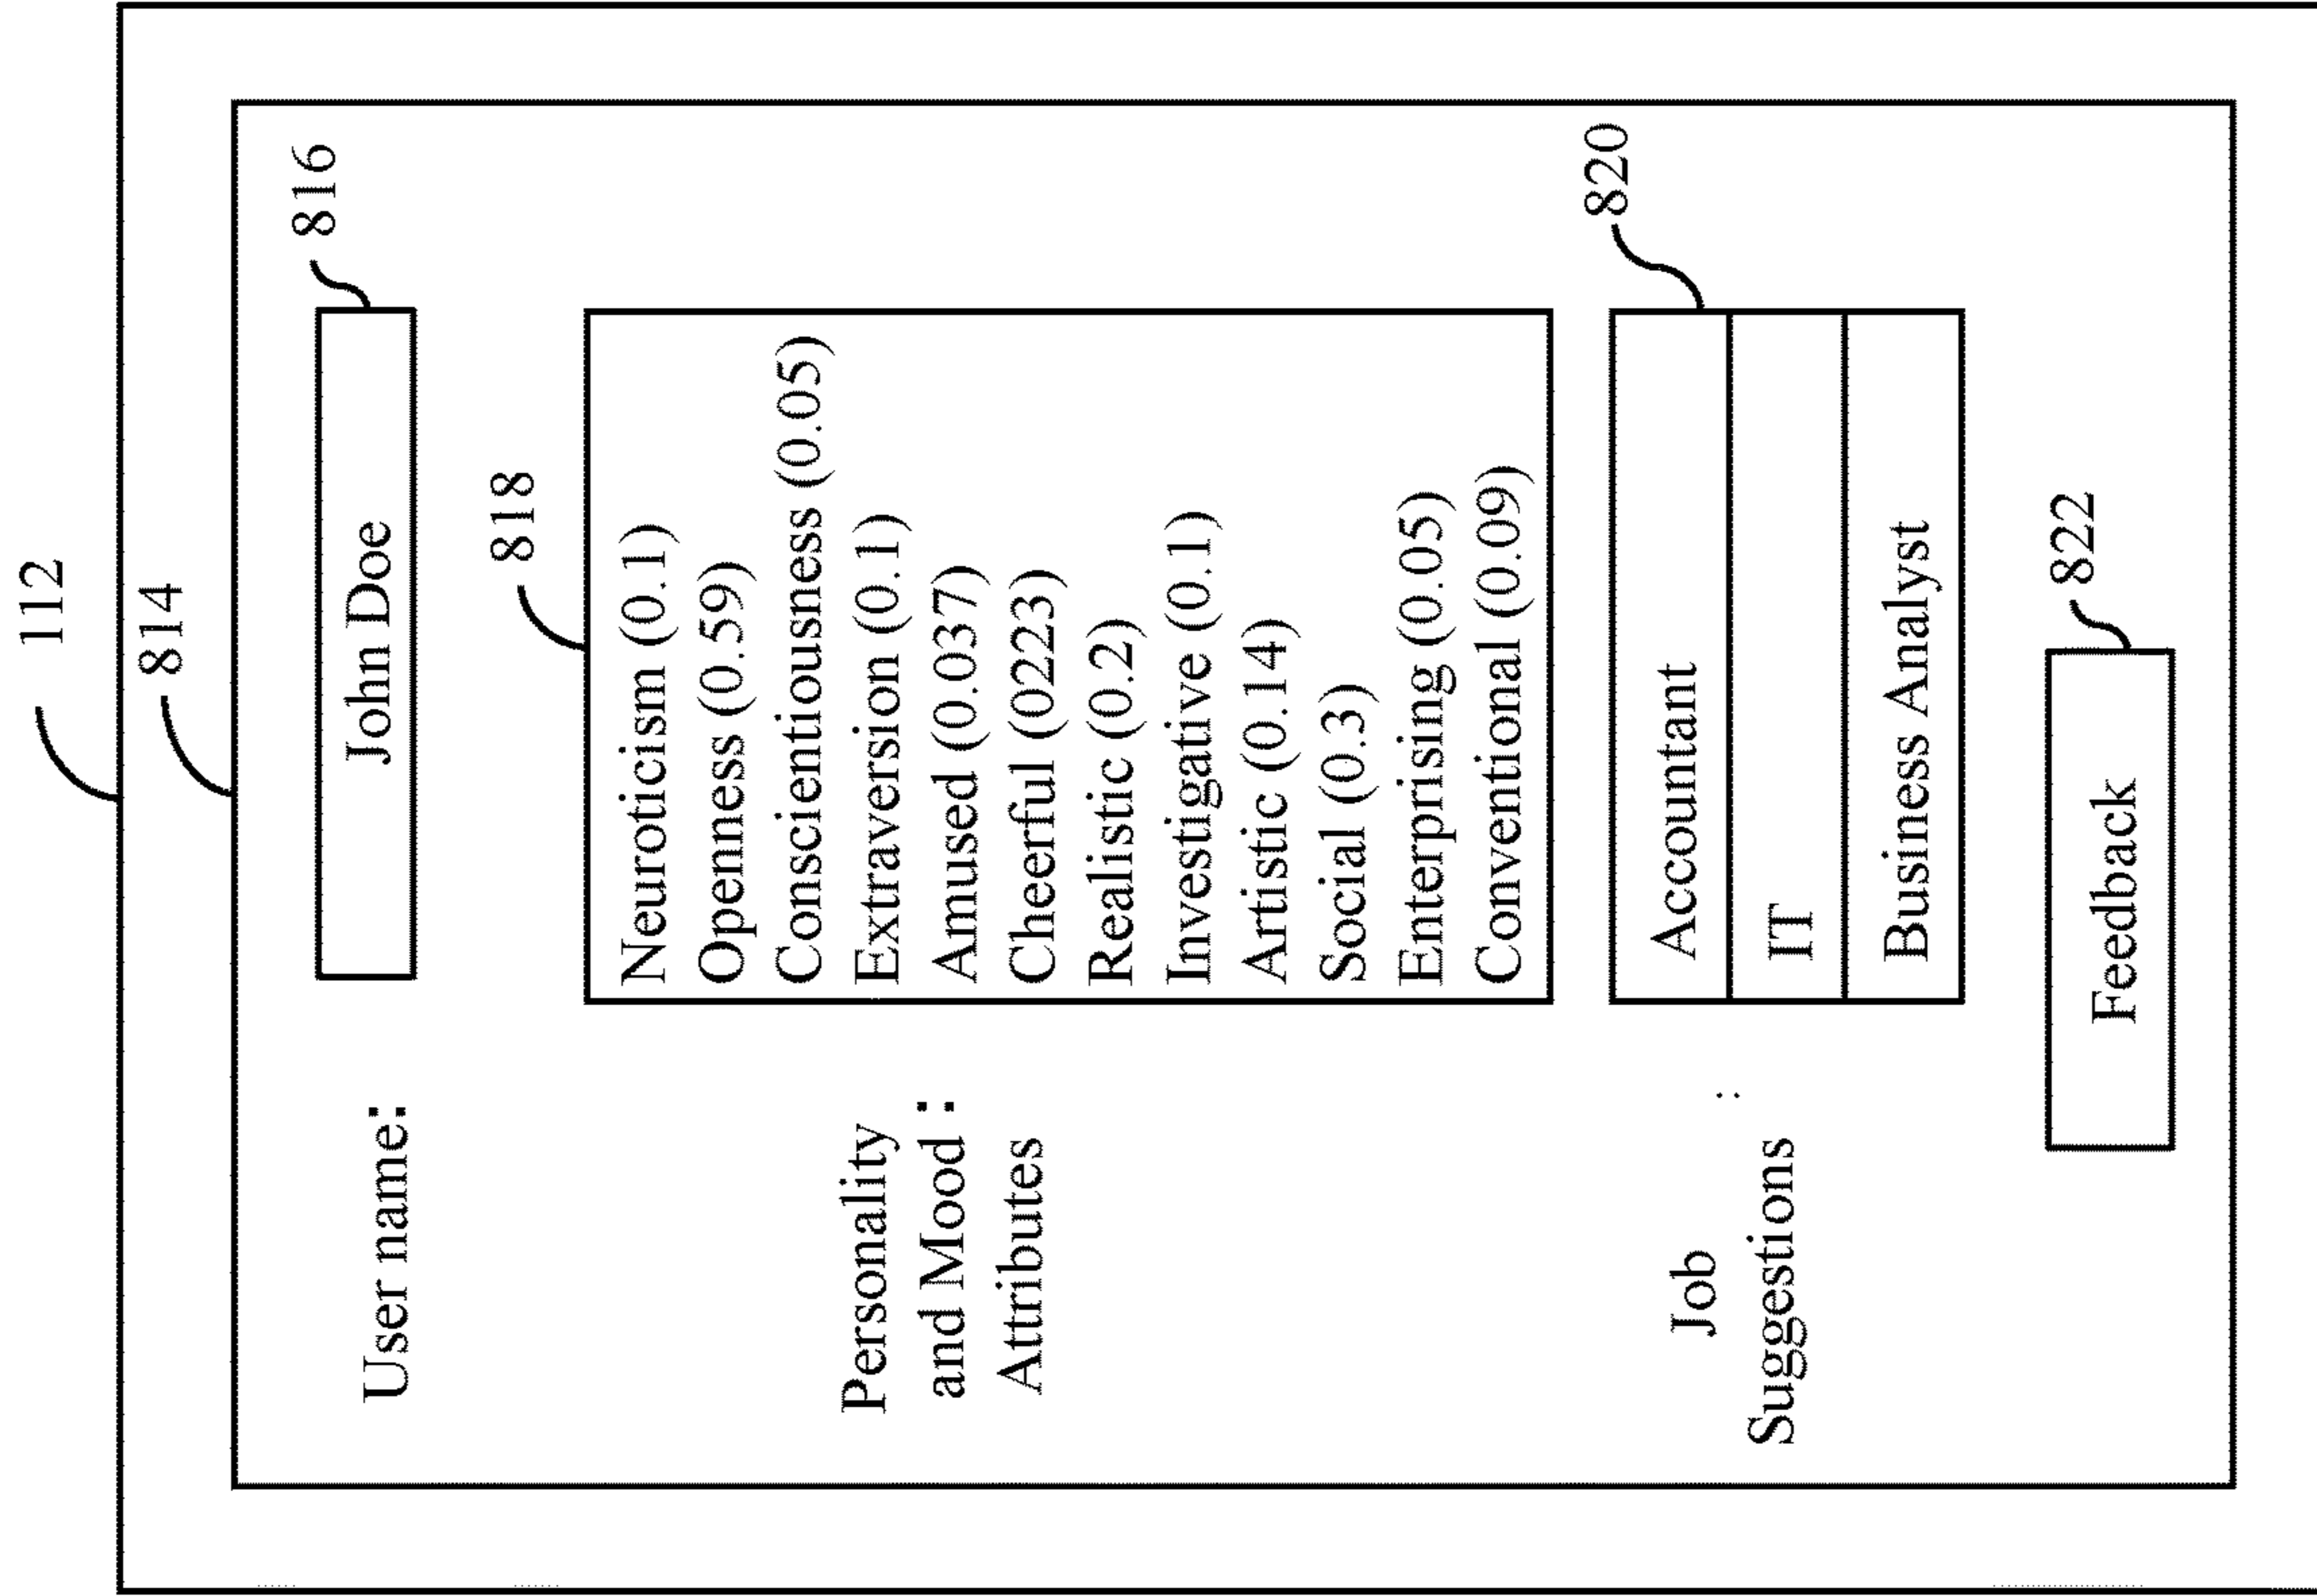 112
814
User name:
John Doe
816
818
Personality
and Mood :
Attributes
Neuroticism (0.1)
Openness (0.59)
Conscientiousness (0.05)
Extraversion (0.1)
Amused (0.037)
Cheerful (0223)
Realistic (0.2)
Investigative (0.1)
Artistic (0.14)
Social (0.3)
Enterprising (0.05)
Conventional (0.09)
Job
Suggestions :
Accountant
IT
Business Analyst
820
Feedback
822